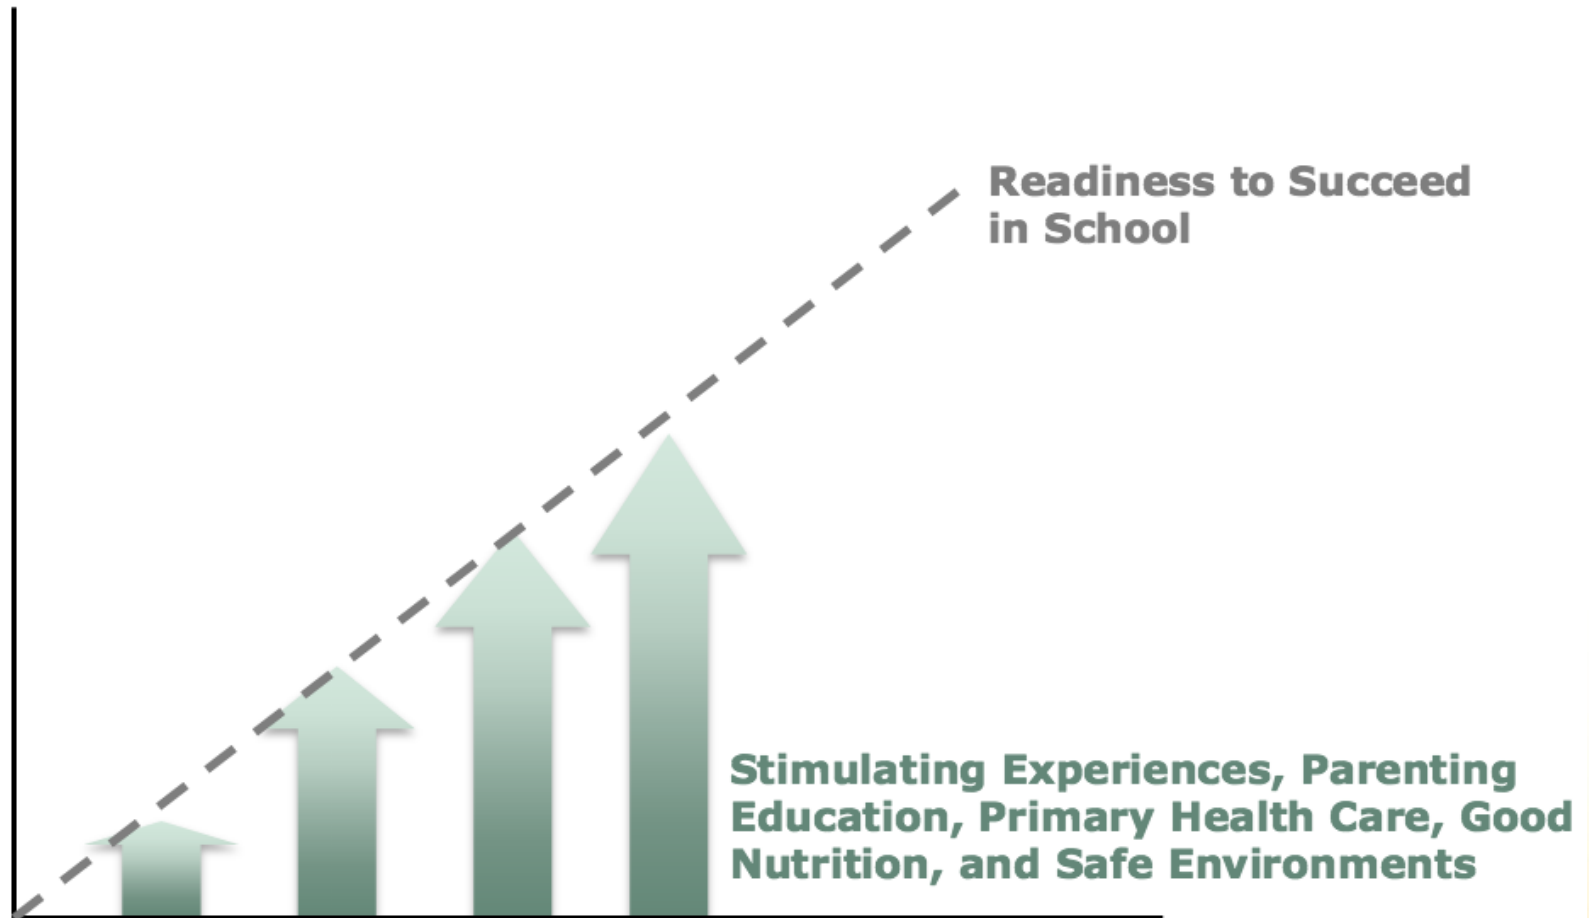 Readiness to Succeed
in School
Stimulating Experiences, Parenting
Education, Primary Health Care, Good
Nutrition, and Safe Environments